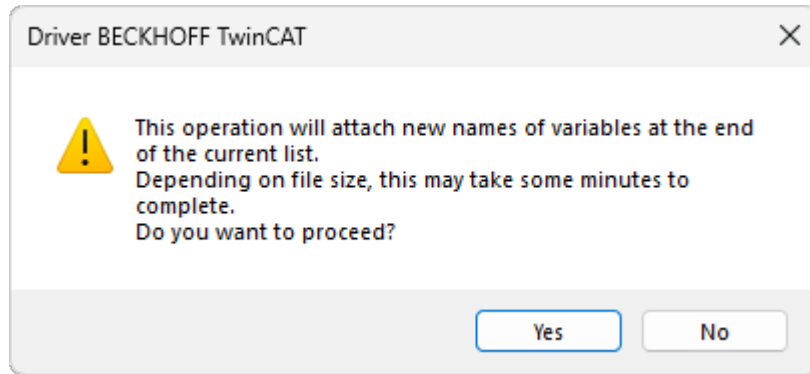 Driver BECKHOFF TwinCAT
This operation will attach new names of variables at the end
of the current list.
Depending on file size, this may take some minutes to
complete.
Do you want to proceed?
Yes
No